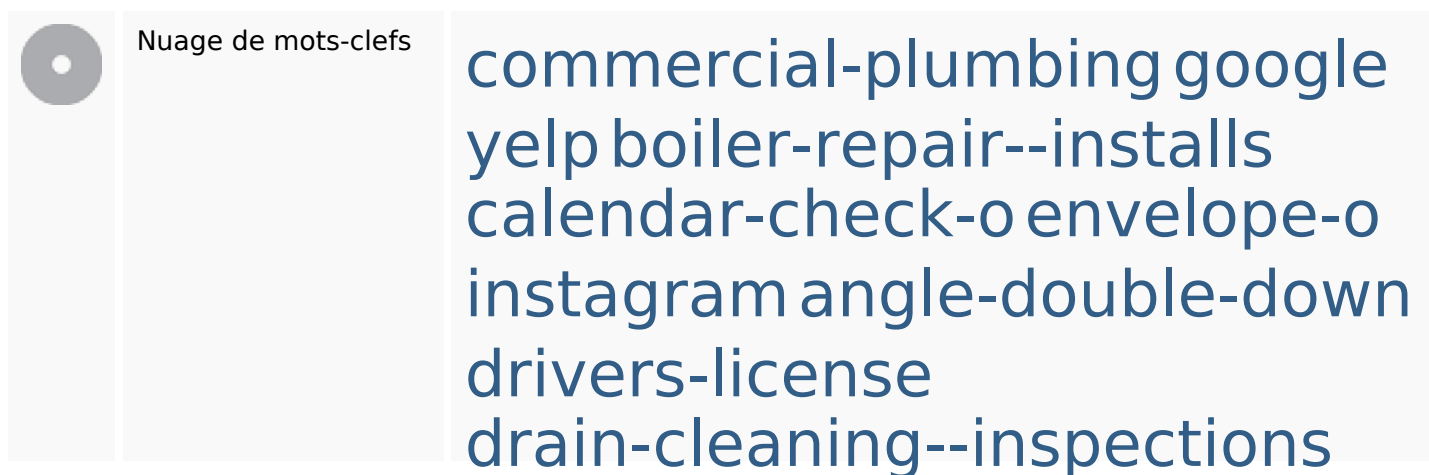 Nuage de mots-clefs
commercial-plumbing google
yelp boiler-repair--installs
calendar-check-o envelope-o
instagram angle-double-down
drivers-license
drain-cleaning--inspections